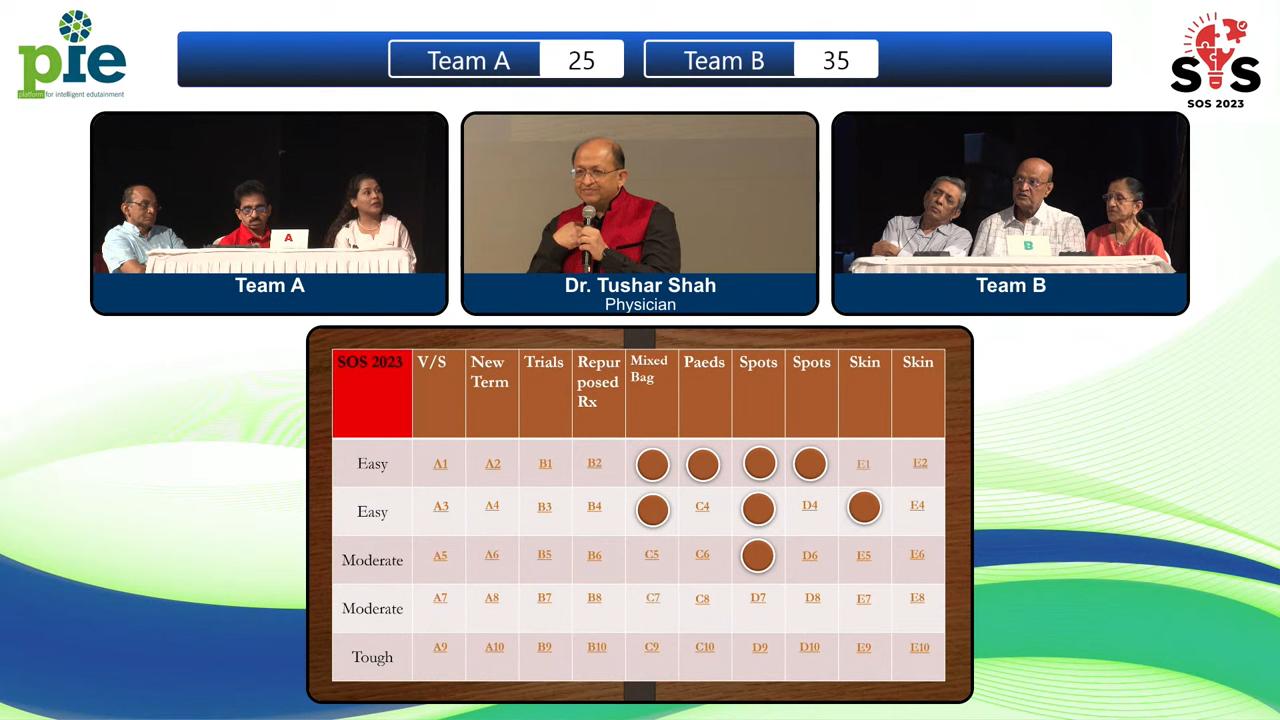 pie
platform for intelligent edutainment
Team A 25 Team B 35
SOS
SOS 2023
A
B
Team A
Dr. Tushar Shah
Physician
Team B
SOS 2023 V/S New Term Trials Repur posed Rx Mixed Bag Paeds Spots Spots Skin Skin
Easy A1 A2 B1 B2 E1 E2
Easy A3 A4 B3 B4 C4 D4 E4
Moderate A5 A6 B5 B6 C5 C6 D6 E5 E6
Moderate A7 A8 B7 B8 C7 C8 D7 D8 E7 E8
Tough A9 A10 B9 B10 C9 C10 D9 D10 E9 E10